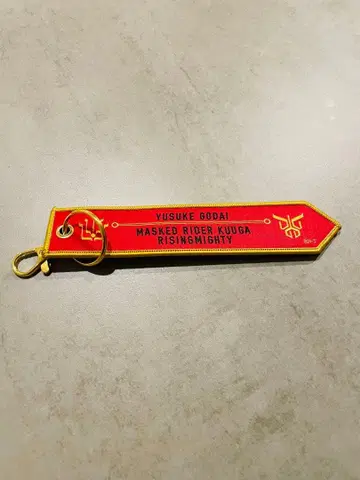 YUSUKE GODAI
MASKED RIDER KUUGA
RISINGMIGHTY